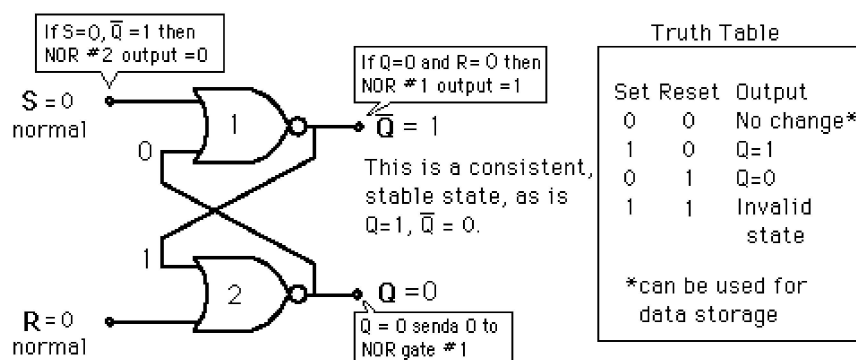 If S=0, Q̅ =1 then
NOR #2 output =0
S = 0
normal
1
0
If Q=0 and R= 0 then
NOR #1 output =1
Q̅ = 1
This is a consistent,
stable state, as is
Q=1, Q̅ = 0.
1
2
R = 0
normal
Q =0
Q = 0 senda 0 to
NOR gate #1
Truth Table
Set Reset Output
0 0 No change*
1 0 Q=1
0 1 Q=0
1 1 Invalid
state
*can be used for
data storage